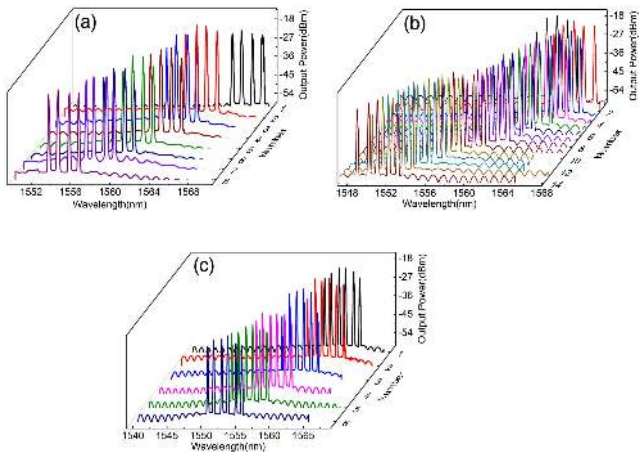 (a)
-18
-27
-36
-45
-54
Output Power(dBm)
Number
1552 1556 1560 1564 1568
Wavelength(nm)
(b)
-18
-27
-36
-45
-54
Output Power(dBm)
Number
1548 1552 1556 1560 1564 1568
Wavelength(nm)
(c)
-18
-27
-36
-45
-54
Output Power(dBm)
1540 1545 1550 1555 1560 1565
Wavelength(nm)